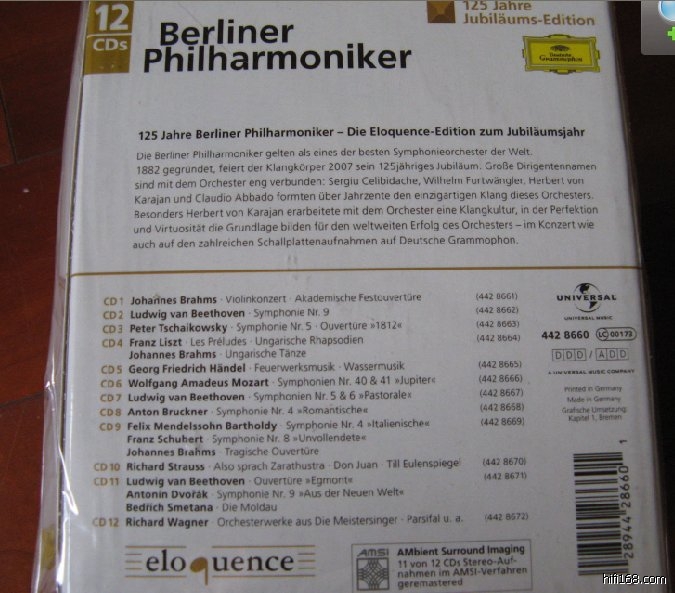 12
CDs
Berliner
Philharmoniker
125 Jahre
Jubiläums-Edition
Deutsche
Grammophon
125 Jahre Berliner Philharmoniker – Die Eloquence-Edition zum Jubiläumsjahr
Die Berliner Philharmoniker gelten als eines der besten Symphonieorchester der Welt.
1882 gegründet, feiert der Klangkörper 2007 sein 125jähriges Jubiläum. Große Dirigentennamen
sind mit dem Orchester eng verbunden: Sergiu Celibidache, Wilhelm Furtwängler, Herbert von
Karajan und Claudio Abbado formten über Jahrzente den einzigartigen Klang dieses Orchesters.
Besonders Herbert von Karajan erarbeitete mit dem Orchester eine Klangkultur, in der Perfektion
und Virtuosität die Grundlage bilden für den weltweiten Erfolg des Orchesters – im Konzert wie
auch auf den zahlreichen Schallplattenaufnahmen auf Deutsche Grammophon.
CD 1 Johannes Brahms · Violinkonzert · Akademische Festouvertüre (442 8661)
CD 2 Ludwig van Beethoven · Symphonie Nr. 9 (442 8662)
CD 3 Peter Tschaikowsky · Symphonie Nr. 5 · Ouvertüre »1812« (442 8663)
CD 4 Franz Liszt · Les Préludes · Ungarische Rhapsodien (442 8664)
Johannes Brahms · Ungarische Tänze
CD 5 Georg Friedrich Händel · Feuerwerksmusik · Wassermusik (442 8665)
CD 6 Wolfgang Amadeus Mozart · Symphonien Nr. 40 & 41 »Jupiter« (442 8666)
CD 7 Ludwig van Beethoven · Symphonien Nr. 5 & 6 »Pastorale« (442 8667)
CD 8 Anton Bruckner · Symphonie Nr. 4 »Romantische« (442 8668)
CD 9 Felix Mendelssohn Bartholdy · Symphonie Nr. 4 »Italienische« (442 8669)
Franz Schubert · Symphonie Nr. 8 »Unvollendete«
Johannes Brahms · Tragische Ouvertüre
CD 10 Richard Strauss · Also sprach Zarathustra · Don Juan · Till Eulenspiegel (442 8670)
CD 11 Ludwig van Beethoven · Ouvertüre »Egmont« (442 8671)
Antonin Dvořák · Symphonie Nr. 9 »Aus der Neuen Welt«
Bedrich Smetana · Die Moldau
CD 12 Richard Wagner · Orchesterwerke aus Die Meistersinger · Parsifal u. a. (442 8672)
UNIVERSAL
UNIVERSAL MUSIC
442 8660 LC 00173
DDD / ADD
A UNIVERSAL MUSIC COMPANY
Printed in Germany
Made in Germany
Grafische Umsetzung:
Kapitel 1, Bremen
28944 28660 1
eloquence
AMSI
AMbient Surround Imaging
11 von 12 CDs Stereo-Auf-
nahmen im AMSI-Verfahren
geremastered
hifi168.com